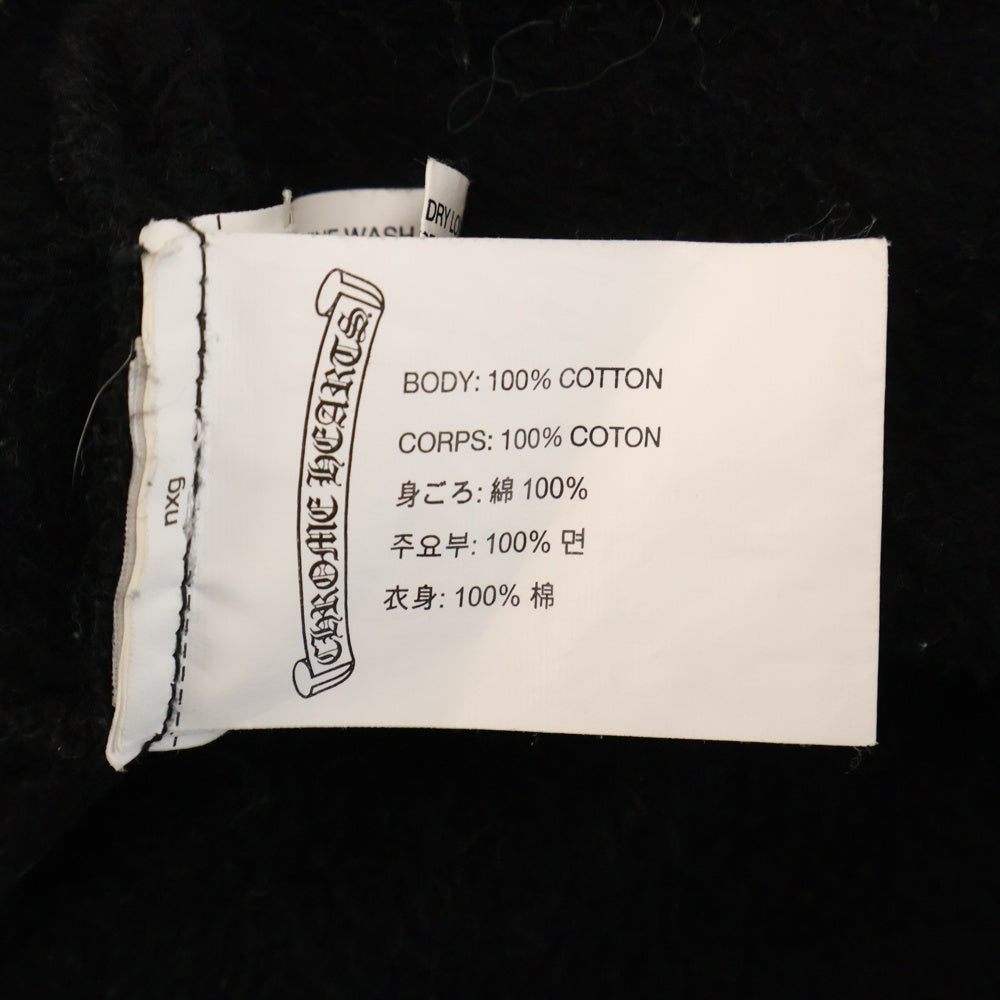 DRY
WASH
CHROME HEARTS
BODY: 100% COTTON
CORPS: 100% COTON
身ごろ: 綿 100%
주요부: 100% 면
衣身: 100% 棉
nxg